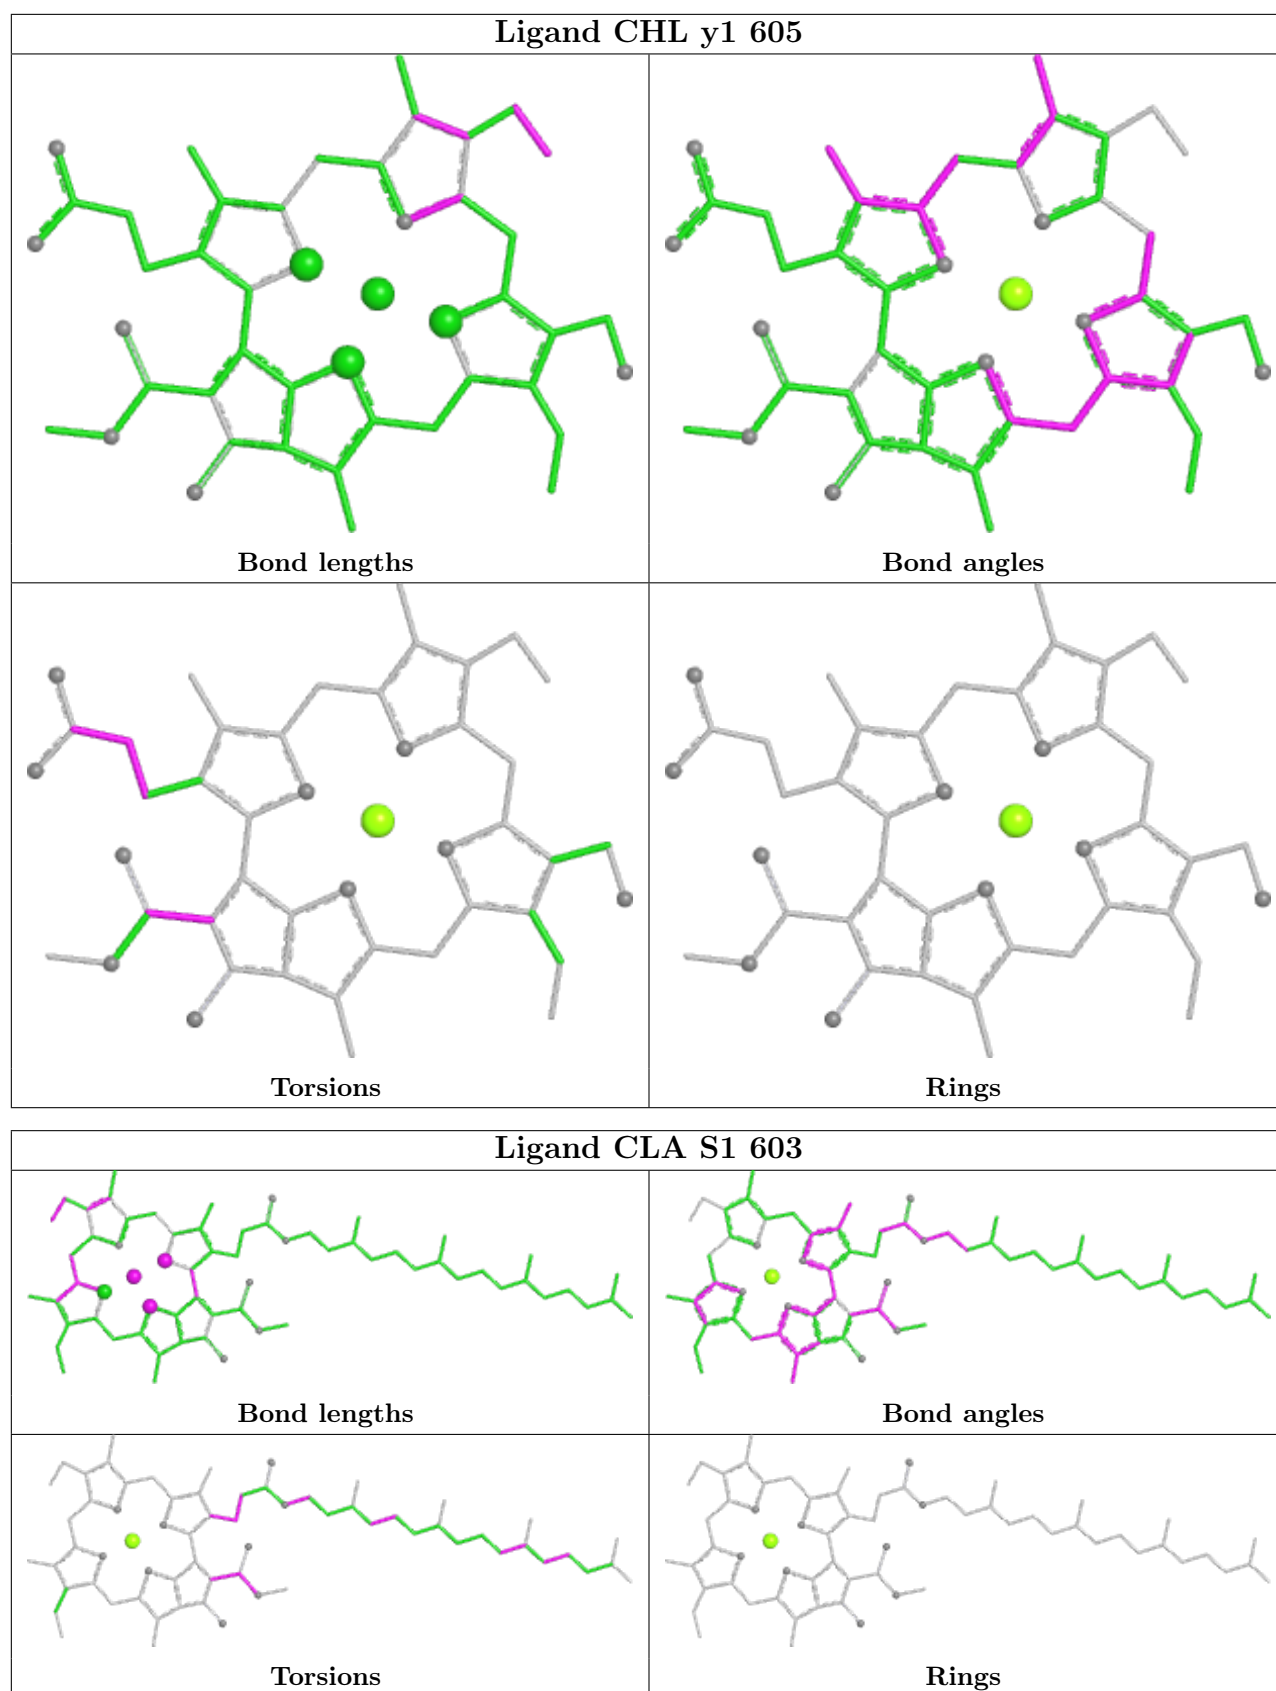 Ligand CHL y1 605
Bond lengths
Bond angles
Torsions
Rings
Ligand CLA S1 603
Bond lengths
Bond angles
Torsions
Rings